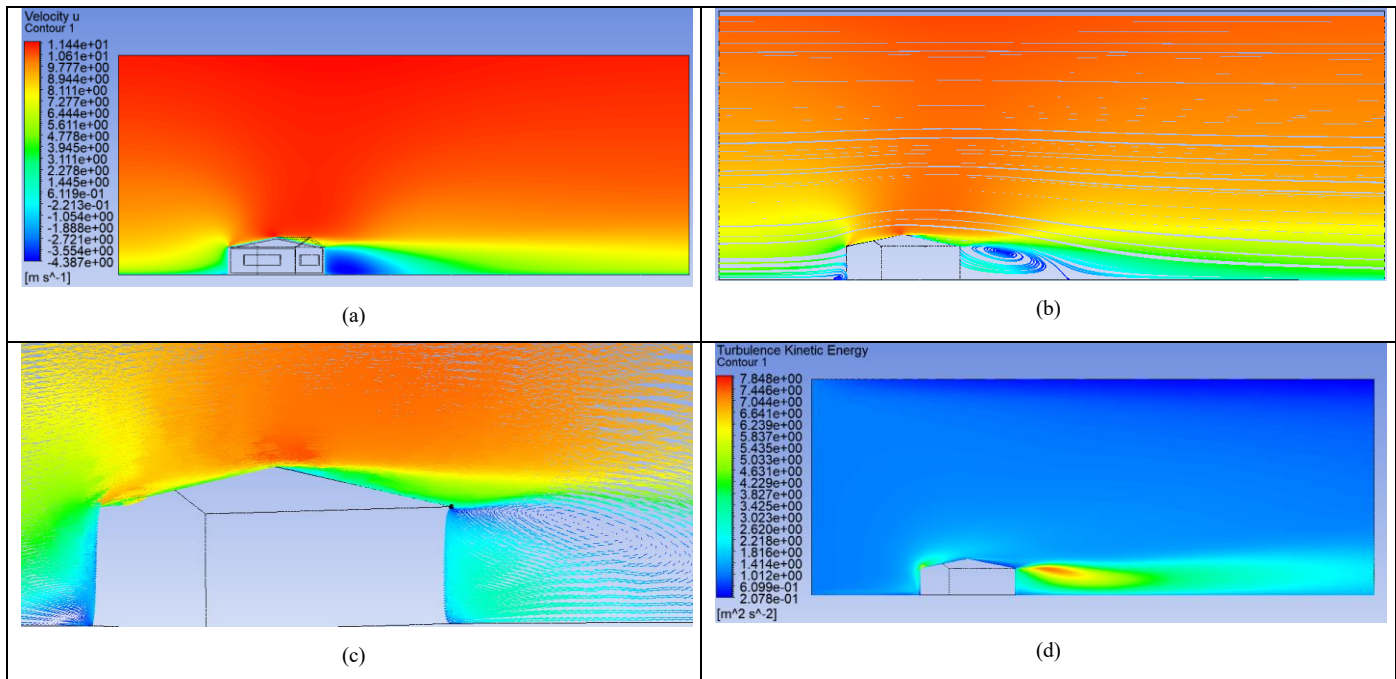 Velocity u
Contour 1
1.144e+01
1.061e+01
9.777e+00
8.944e+00
8.110e+00
7.277e+00
6.444e+00
5.611e+00
4.778e+00
3.945e+00
3.111e+00
2.278e+00
1.445e+00
6.119e-01
-2.213e-01
-1.054e+00
-1.888e+00
-2.721e+00
-3.554e+00
-4.387e+00
[m s^-1]
(a)
(b)
(c)
Turbulence Kinetic Energy
Contour 1
7.848e+00
7.446e+00
7.044e+00
6.641e+00
6.239e+00
5.837e+00
5.435e+00
5.033e+00
4.631e+00
4.229e+00
3.827e+00
3.425e+00
3.022e+00
2.620e+00
2.218e+00
1.816e+00
1.414e+00
1.012e+00
6.099e-01
2.078e-01
[m^2 s^-2]
(d)